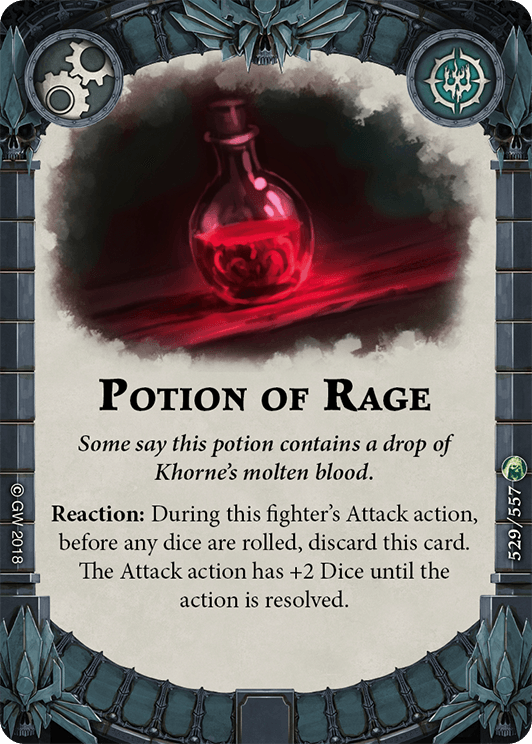 Potion of Rage
Some say this potion contains a drop of
Khorne's molten blood.
Reaction: During this fighter's Attack action,
before any dice are rolled, discard this card.
The Attack action has +2 Dice until the
action is resolved.
© GW 2018
529/557